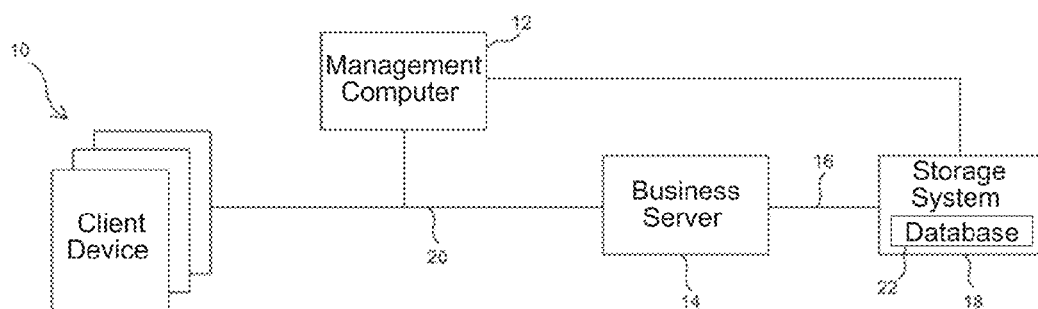 10
12
Management
Computer
16
Storage
System
Database
Business
Server
Client
Device
20
14
22
18